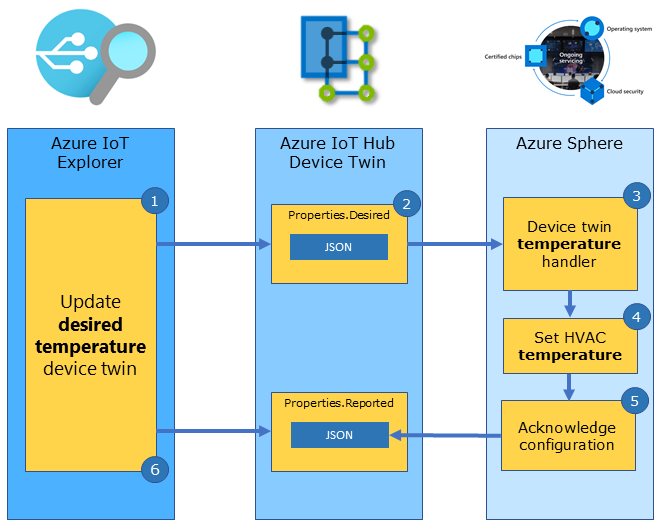 Operating system
Certified chips
Ongoing
servicing
Cloud security
Azure IoT
Explorer
Azure IoT Hub
Device Twin
Azure Sphere
1
Update
desired
temperature
device twin
6
2
Properties.Desired
JSON
Properties.Reported
JSON
3
Device twin
temperature
handler
4
Set HVAC
temperature
5
Acknowledge
configuration